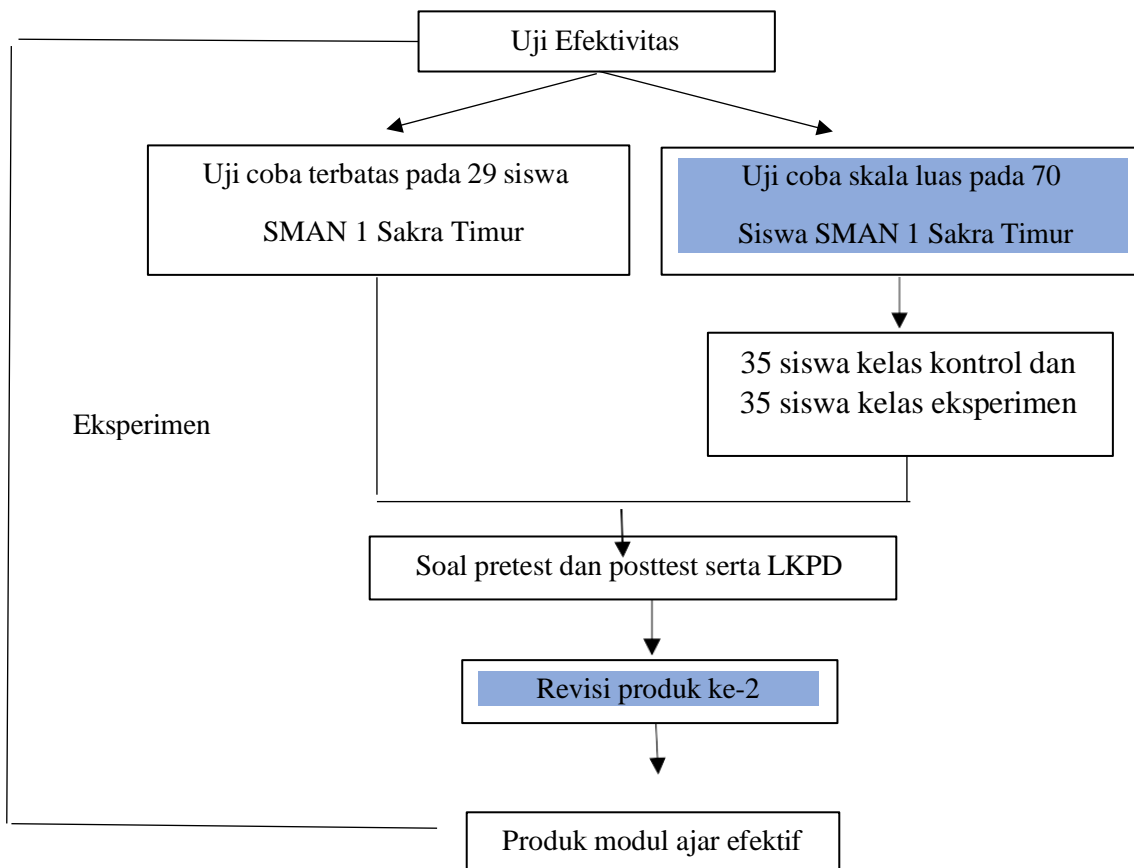 Uji Efektivitas
Uji coba terbatas pada 29 siswa
SMAN 1 Sakra Timur
Uji coba skala luas pada 70
Siswa SMAN 1 Sakra Timur
35 siswa kelas kontrol dan
35 siswa kelas eksperimen
Eksperimen
Soal pretest dan posttest serta LKPD
Revisi produk ke-2
Produk modul ajar efektif